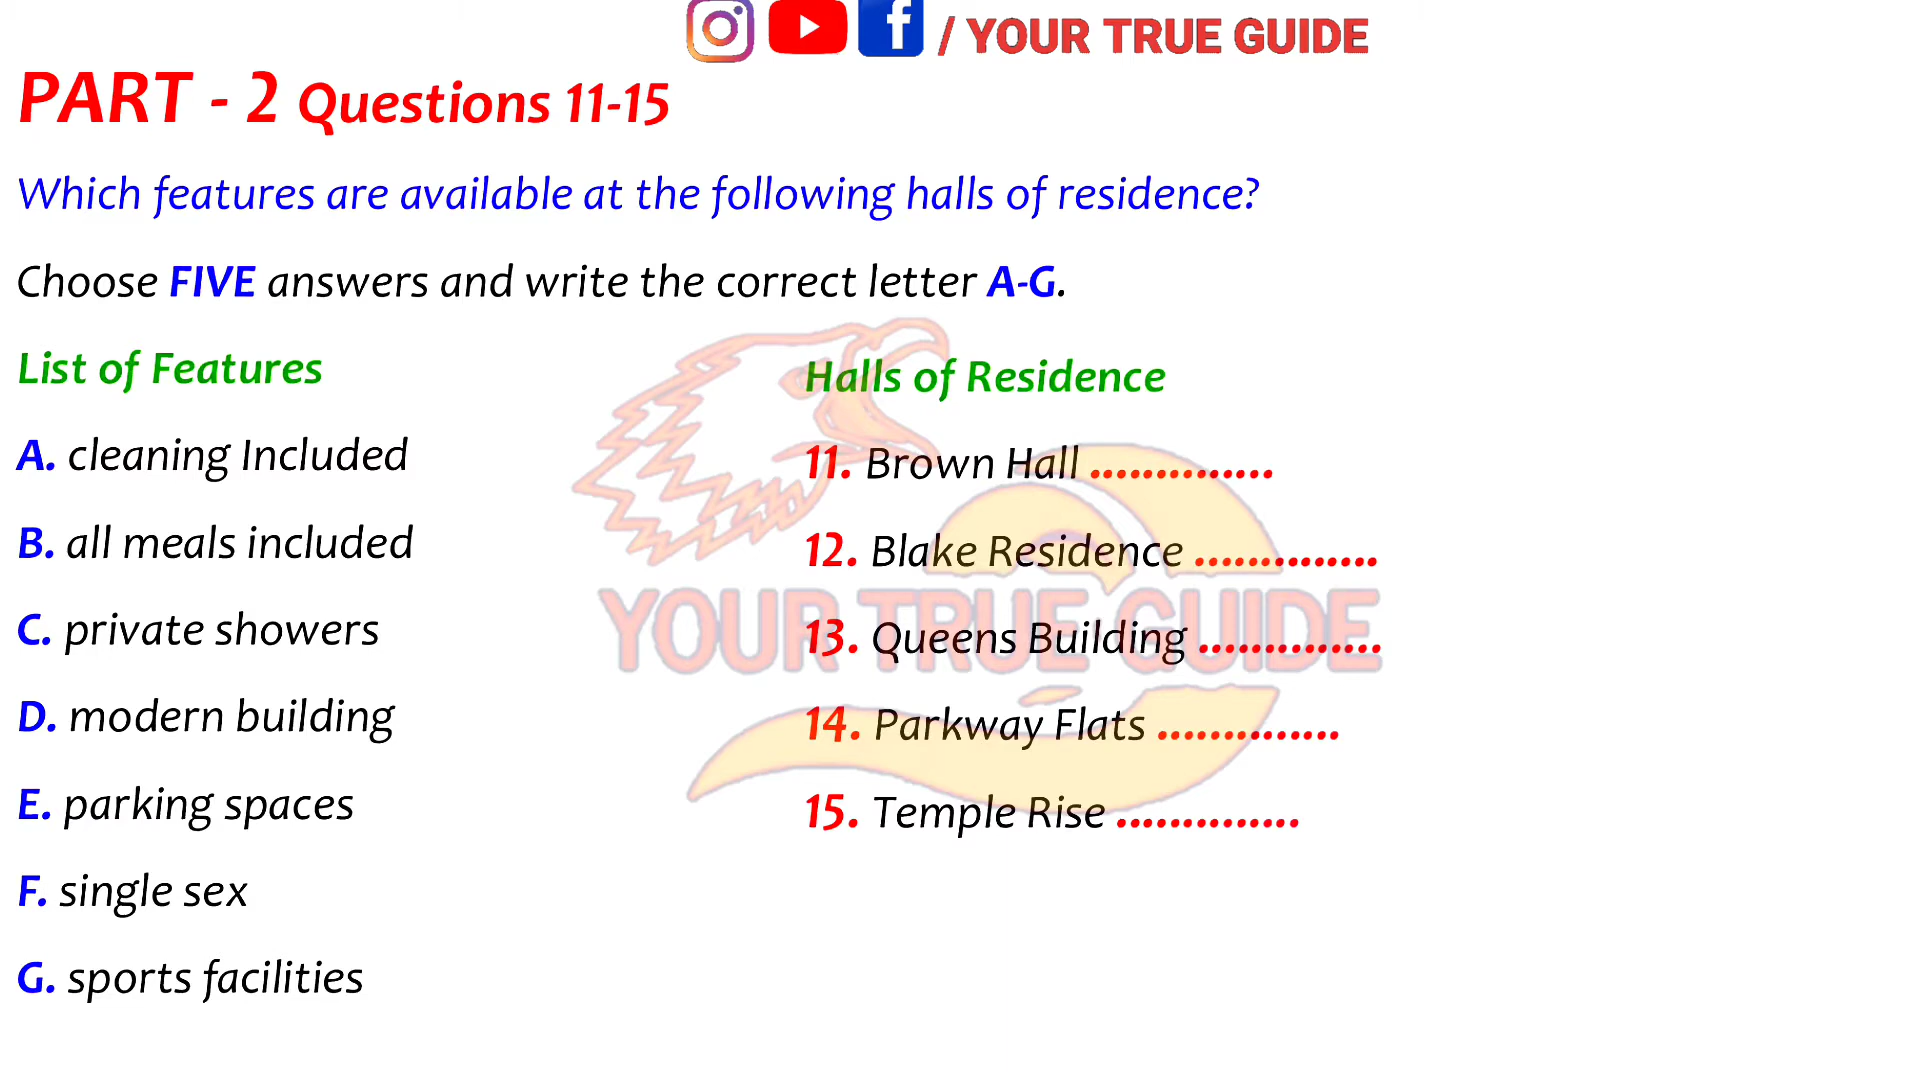 / YOUR TRUE GUIDE
PART - 2 Questions 11-15
Which features are available at the following halls of residence?
Choose FIVE answers and write the correct letter A-G.
List of Features
A. cleaning Included
B. all meals included
C. private showers
D. modern building
E. parking spaces
F. single sex
G. sports facilities
Halls of Residence
11. Brown Hall ..............
12. Blake Residence ..............
13. Queens Building ..............
14. Parkway Flats ..............
15. Temple Rise ..............
YOUR TRUE GUIDE